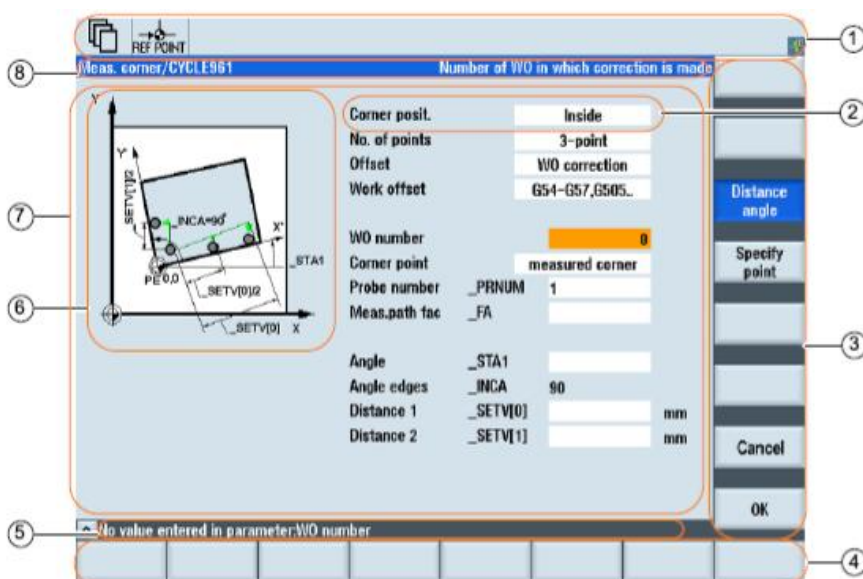 REF POINT
1
8
Meas. corner/CYCLE961 Number of WO in which correction is made
Y
Corner posit. Inside
2
No. of points 3-point
Offset WO correction
Work offset G54-G57,G505..
Y'
_SETV[1]/2
_INCA=90°
X'
_STA1
PE 0,0
_SETV[0]/2
_SETV[0]
X
7
6
WO number 0
Corner point measured corner
Probe number _PRNUM 1
Meas.path fac _FA
Angle _STA1
Angle edges _INCA 90
Distance 1 _SETV[0] mm
Distance 2 _SETV[1] mm
Distance
angle
Specify
point
3
Cancel
OK
5
No value entered in parameter:WO number
4